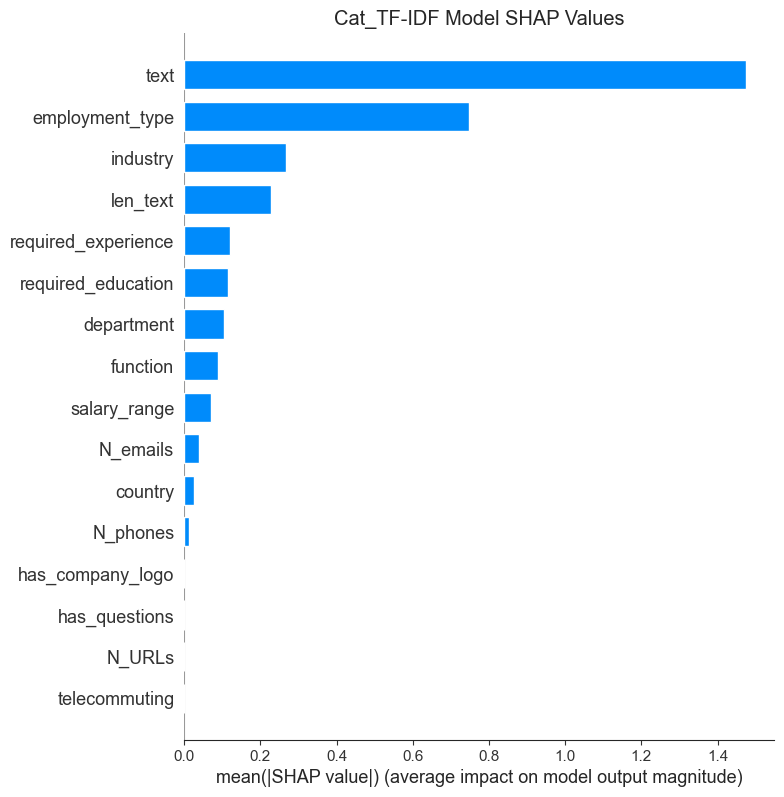 Cat_TF-IDF Model SHAP Values
text
employment_type
industry
len_text
required_experience
required_education
department
function
salary_range
N_emails
country
N_phones
has_company_logo
has_questions
N_URLs
telecommuting
0.0 0.2 0.4 0.6 0.8 1.0 1.2 1.4
mean(|SHAP value|) (average impact on model output magnitude)